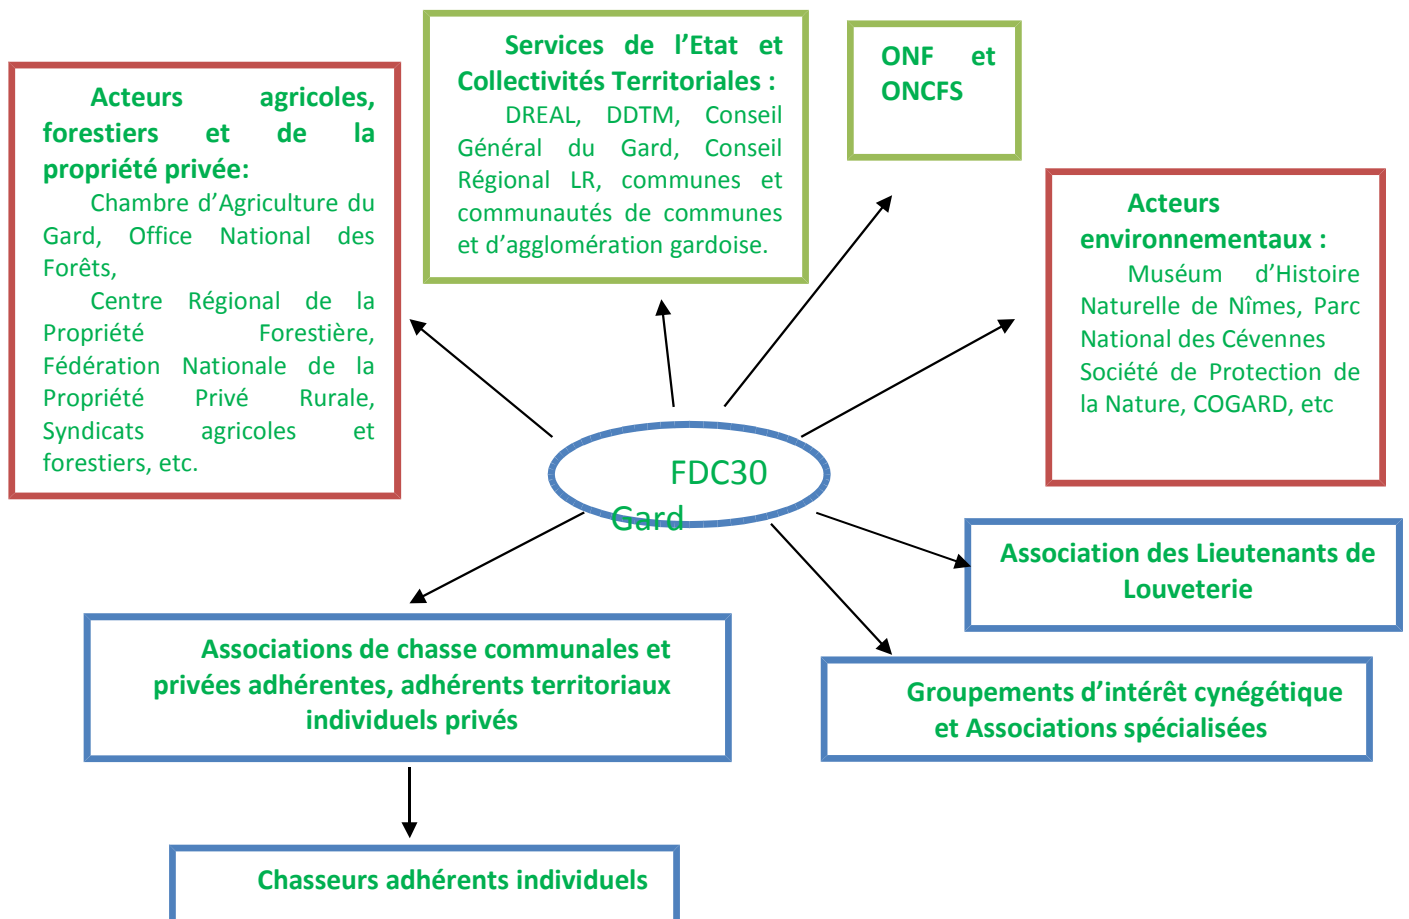 Acteurs agricoles,
forestiers et de la
propriété privée:
Chambre d’Agriculture du
Gard, Office National des
Forêts,
Centre Régional de la
Propriété Forestière,
Fédération Nationale de la
Propriété Privé Rurale,
Syndicats agricoles et
forestiers, etc.
Services de l’Etat et
Collectivités Territoriales :
DREAL, DDTM, Conseil
Général du Gard, Conseil
Régional LR, communes et
communautés de communes
et d’agglomération gardoise.
ONF et
ONCFS
Acteurs
environnementaux :
Muséum d’Histoire
Naturelle de Nîmes, Parc
National des Cévennes
Société de Protection de
la Nature, COGARD, etc
FDC30
Gard
Association des Lieutenants de
Louveterie
Associations de chasse communales et
privées adhérentes, adhérents territoriaux
individuels privés
Groupements d’intérêt cynégétique
et Associations spécialisées
Chasseurs adhérents individuels